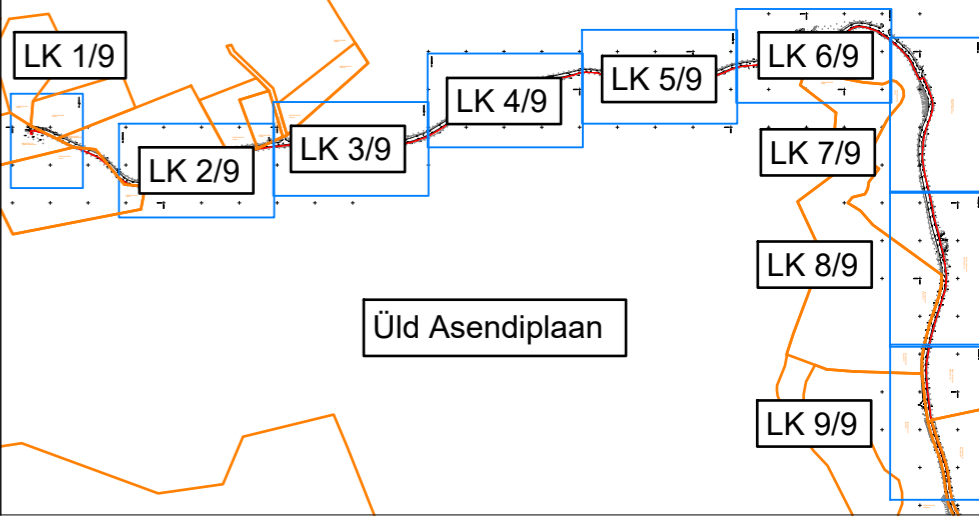 LK 1/9
LK 2/9
LK 3/9
LK 4/9
LK 5/9
LK 6/9
LK 7/9
LK 8/9
LK 9/9
Üld Asendiplaan